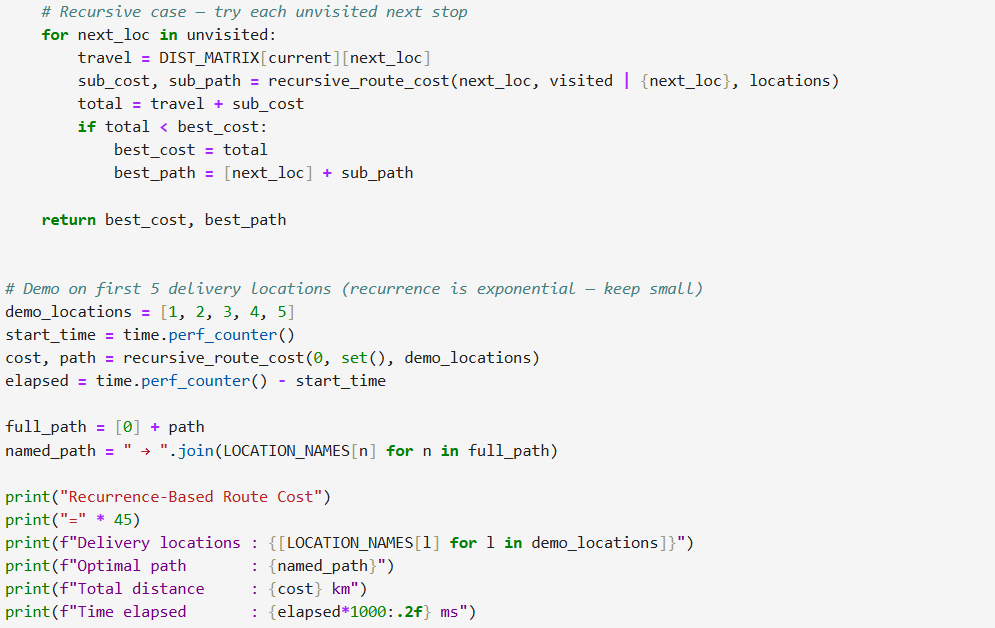 # Recursive case — try each unvisited next stop
    for next_loc in unvisited:
        travel = DIST_MATRIX[current][next_loc]
        sub_cost, sub_path = recursive_route_cost(next_loc, visited | {next_loc}, locations)
        total = travel + sub_cost
        if total < best_cost:
            best_cost = total
            best_path = [next_loc] + sub_path

    return best_cost, best_path


# Demo on first 5 delivery locations (recurrence is exponential — keep small)
demo_locations = [1, 2, 3, 4, 5]
start_time = time.perf_counter()
cost, path = recursive_route_cost(0, set(), demo_locations)
elapsed = time.perf_counter() - start_time

full_path = [0] + path
named_path = " → ".join(LOCATION_NAMES[n] for n in full_path)

print("Recurrence-Based Route Cost")
print("=" * 45)
print(f"Delivery locations : {[LOCATION_NAMES[l] for l in demo_locations]}")
print(f"Optimal path       : {named_path}")
print(f"Total distance     : {cost} km")
print(f"Time elapsed       : {elapsed*1000:.2f} ms")